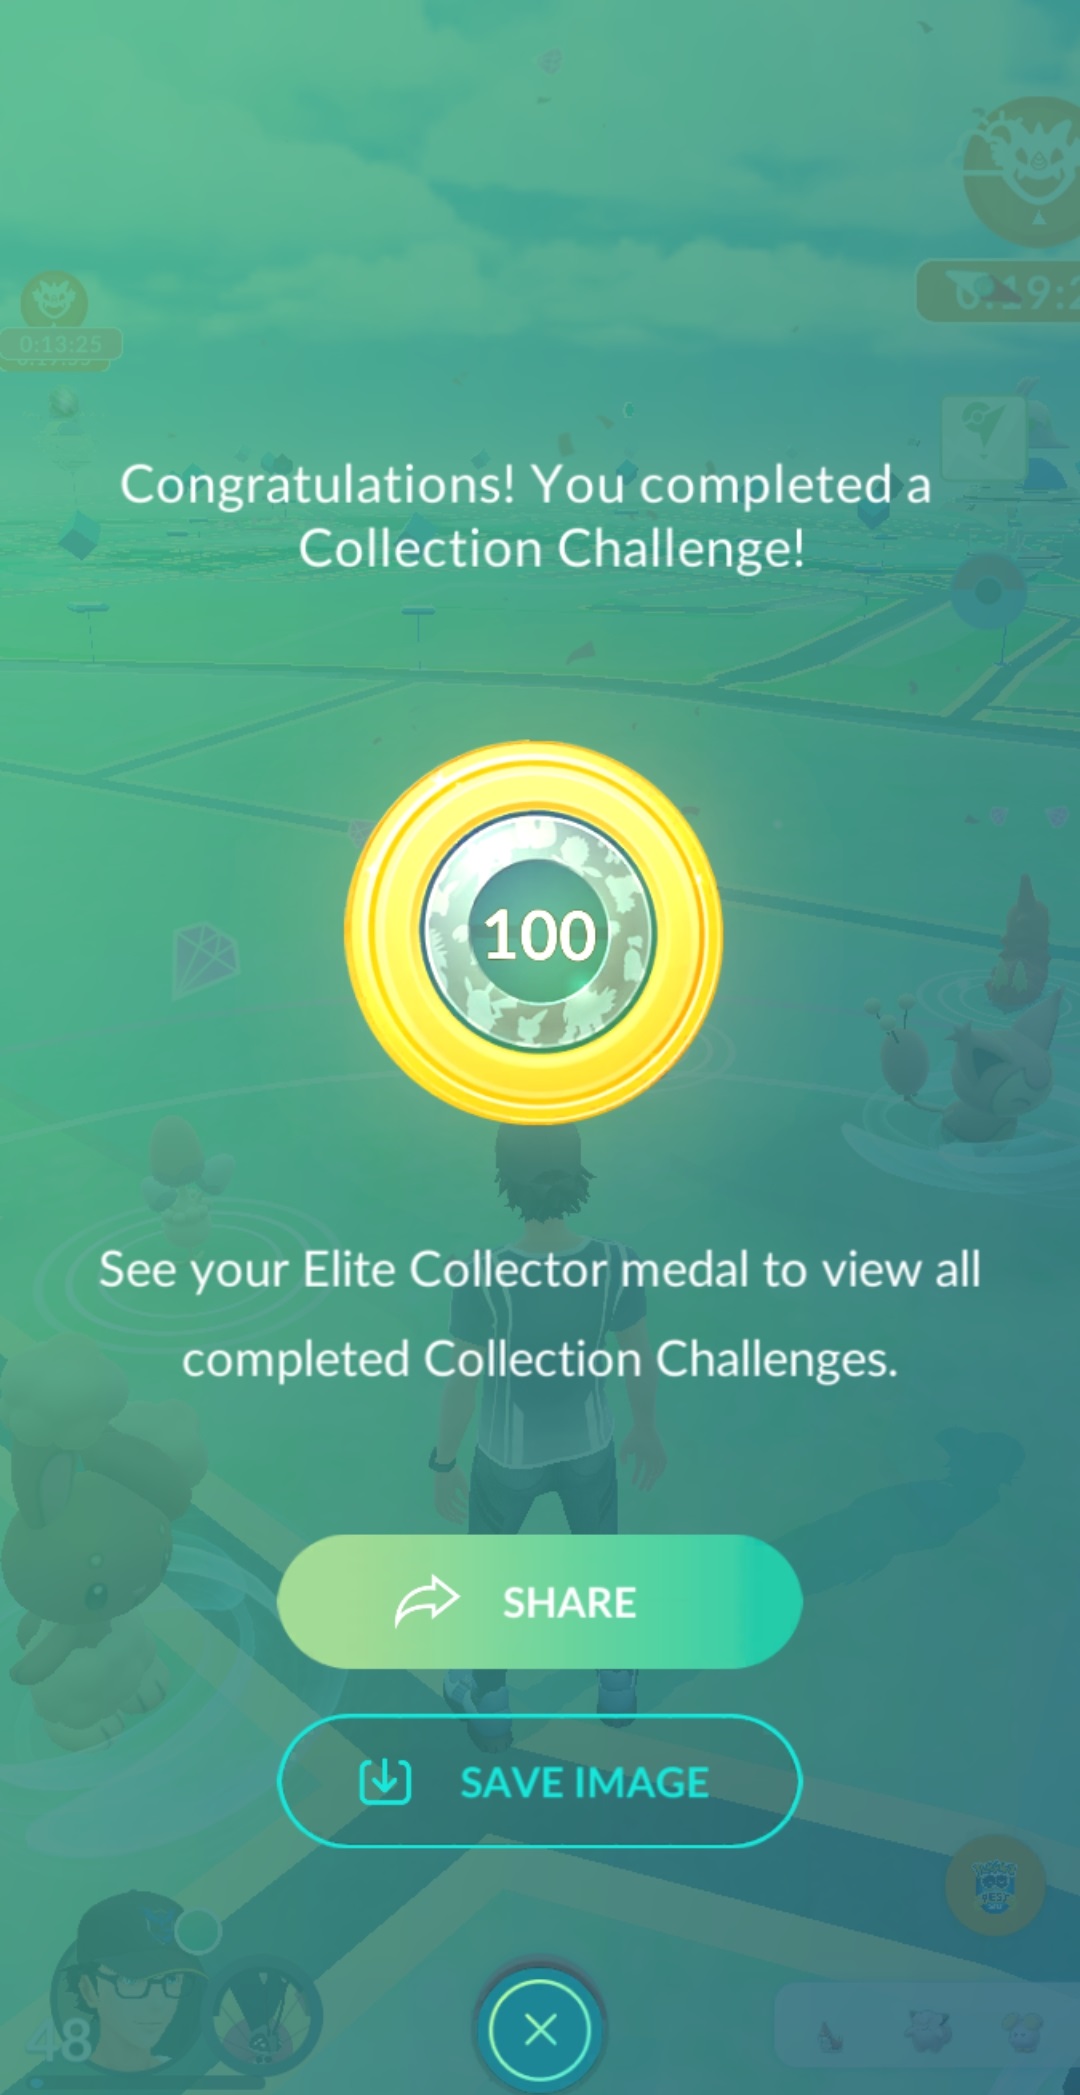 0:13:25
Congratulations! You completed a
Collection Challenge!
100
See your Elite Collector medal to view all
completed Collection Challenges.
SHARE
SAVE IMAGE
48